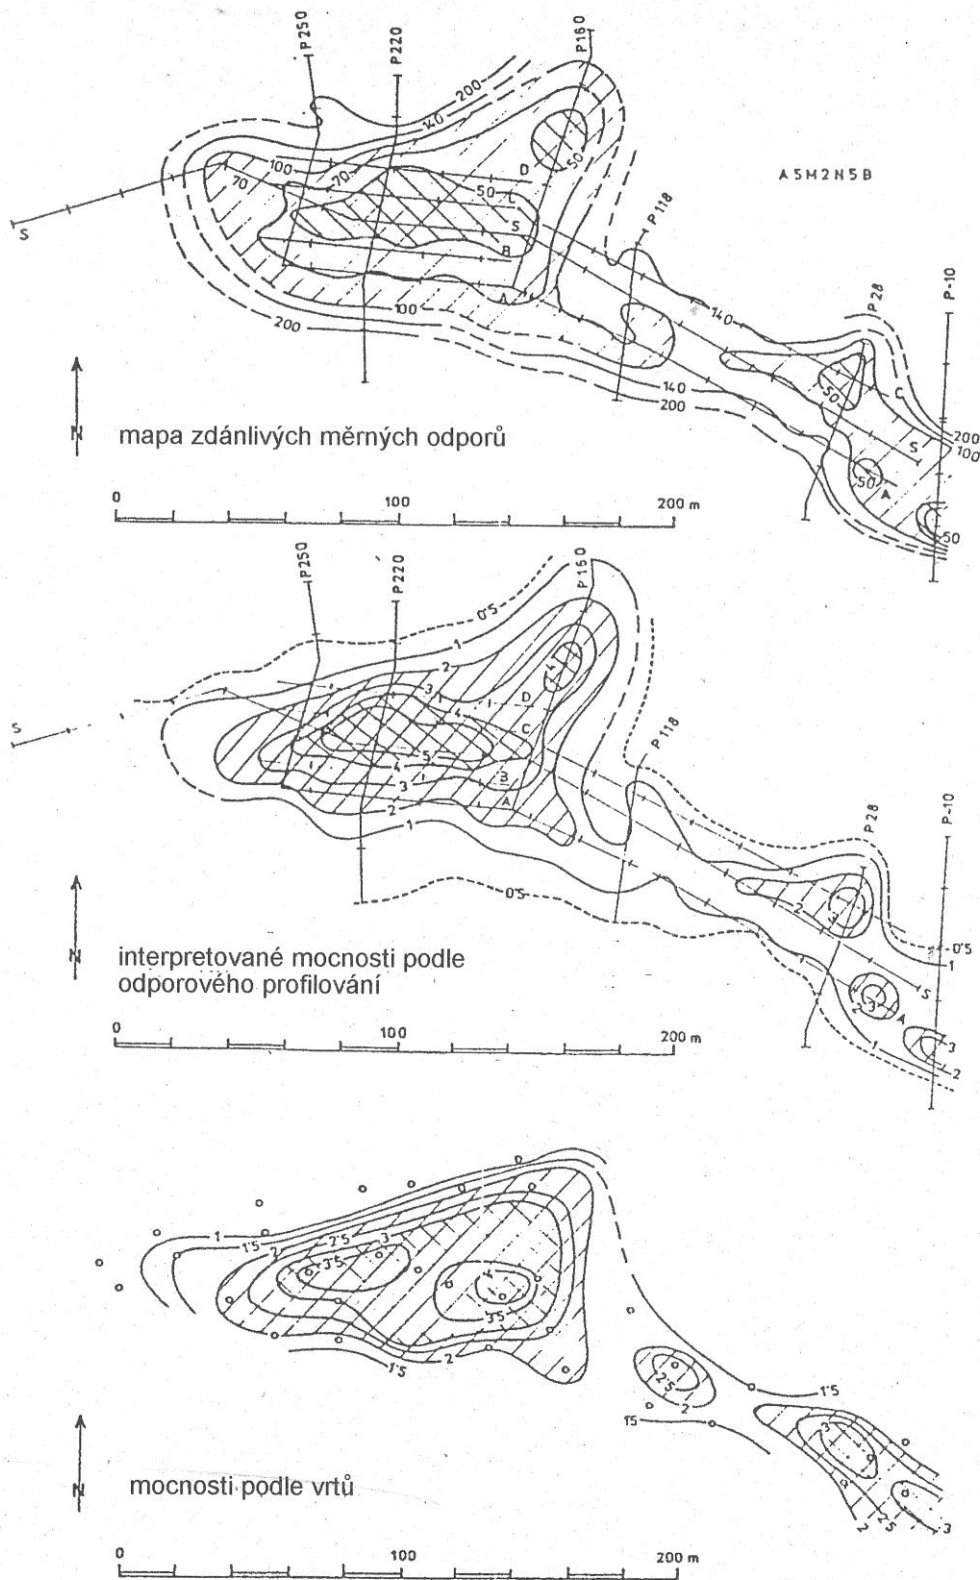 P250
P220
P160
200
140
100
70
70
50
D
50
C
S
B
A
S
100
200
A5M2N5B
P118
140
P28
P-10
C
50
140
200
S
50
A
200
100
50
N
mapa zdánlivých měrných odporů
0 100 200 m
P250
P220
P160
0'5
1
2
3
4
4
D
C
5
4
B
3
A
2
1
S
P118
0'5
P28
P-10
2
0'5
1
S
2 3
A
1
3
2
N
interpretované mocnosti podle
odporového profilování
0 100 200 m
1
1'5
2
2'5
3
3'5
4
3'5
2
1'5
2'5
2
1'5
15
3
2
25
3
N
mocnosti podle vrtů
0 100 200 m